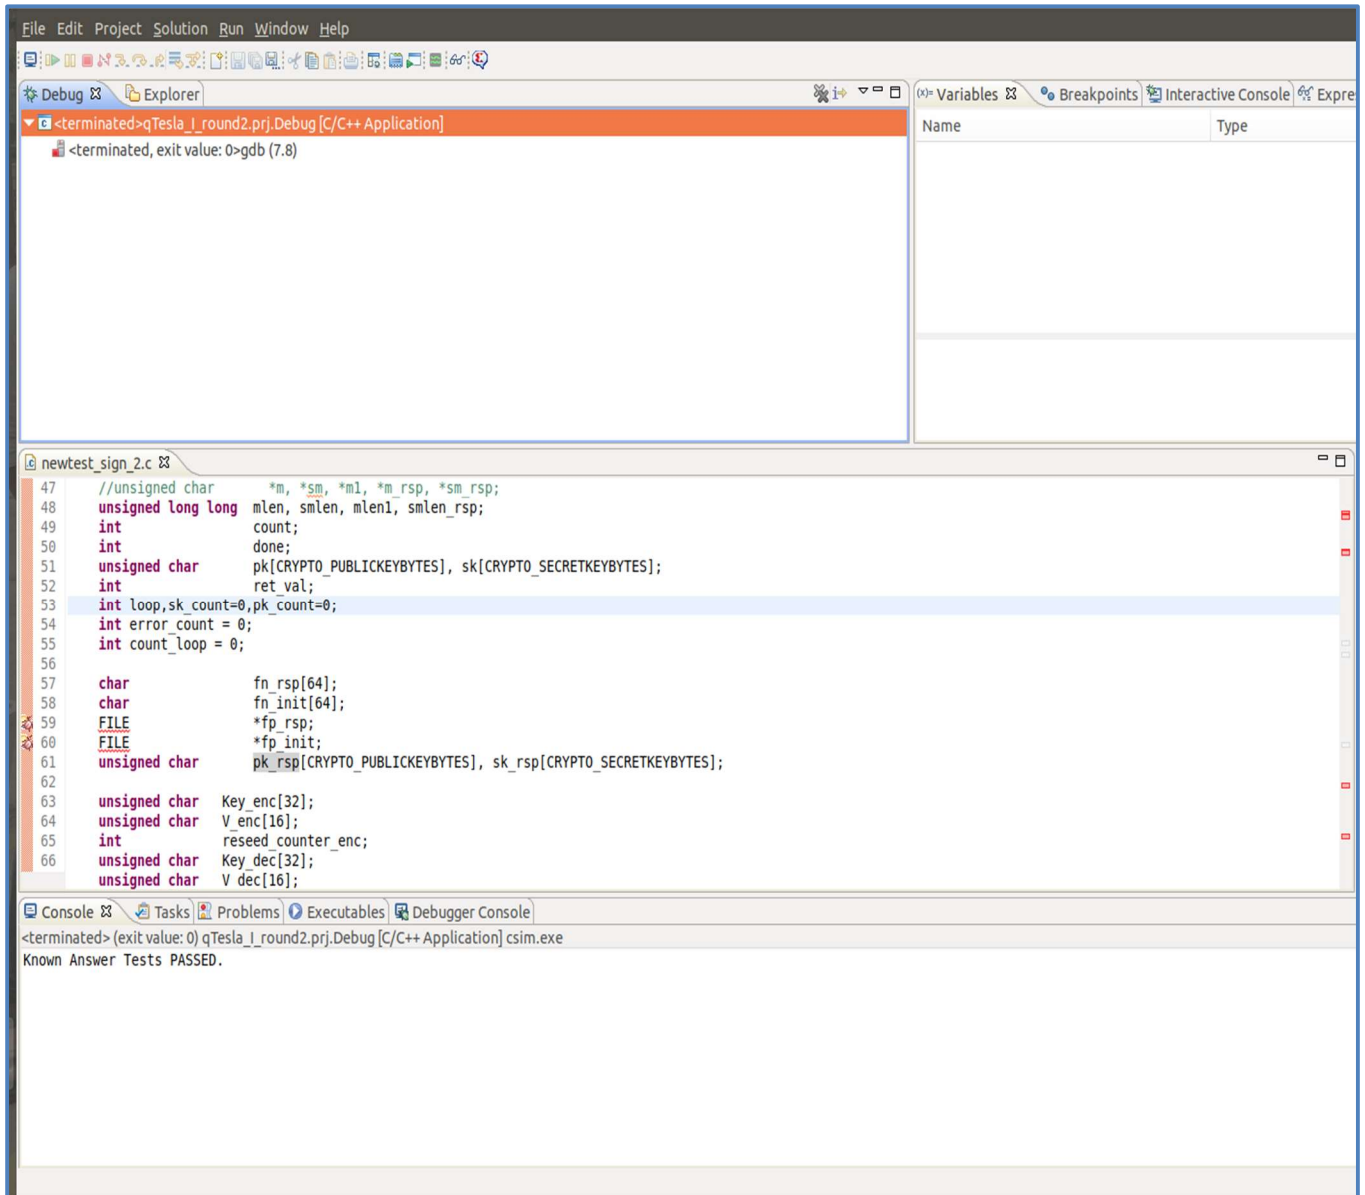 File Edit Project Solution Run Window Help
Debug Explorer
<terminated>qTesla_I_round2.prj.Debug [C/C++ Application]
<terminated, exit value: 0>gdb (7.8)
(x)= Variables Breakpoints Interactive Console Expre
Name Type
newtest_sign_2.c
47 //unsigned char *m, *sm, *m1, *m_rsp, *sm_rsp;
48 unsigned long long mlen, smlen, mlen1, smlen_rsp;
49 int count;
50 int done;
51 unsigned char pk[CRYPTO_PUBLICKEYBYTES], sk[CRYPTO_SECRETKEYBYTES];
52 int ret_val;
53 int loop,sk_count=0,pk_count=0;
54 int error_count = 0;
55 int count_loop = 0;
56
57 char fn_rsp[64];
58 char fn_init[64];
59 FILE *fp_rsp;
60 FILE *fp_init;
61 unsigned char pk_rsp[CRYPTO_PUBLICKEYBYTES], sk_rsp[CRYPTO_SECRETKEYBYTES];
62
63 unsigned char Key_enc[32];
64 unsigned char V_enc[16];
65 int reseed_counter_enc;
66 unsigned char Key_dec[32];
unsigned char V_dec[16];
Console Tasks Problems Executables Debugger Console
<terminated> (exit value: 0) qTesla_I_round2.prj.Debug [C/C++ Application] csim.exe
Known Answer Tests PASSED.